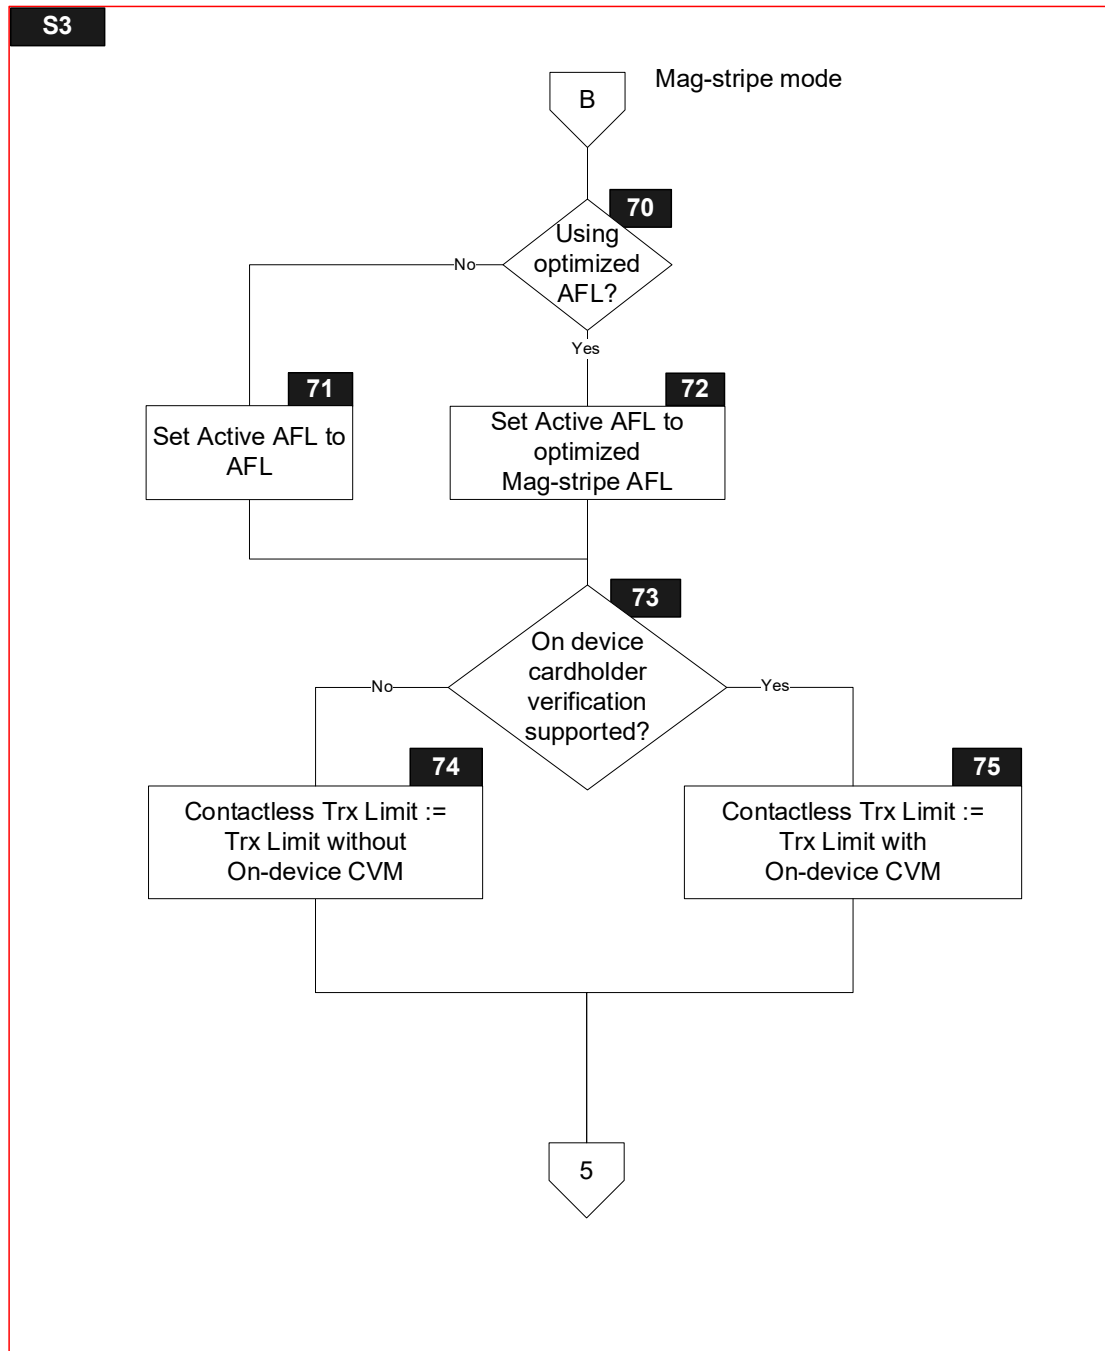 S3
B
Mag-stripe mode
70
Using
optimized
AFL?
No
Yes
71
Set Active AFL to
AFL
72
Set Active AFL to
optimized
Mag-stripe AFL
73
On device
cardholder
verification
supported?
No
Yes
74
Contactless Trx Limit :=
Trx Limit without
On-device CVM
75
Contactless Trx Limit :=
Trx Limit with
On-device CVM
5